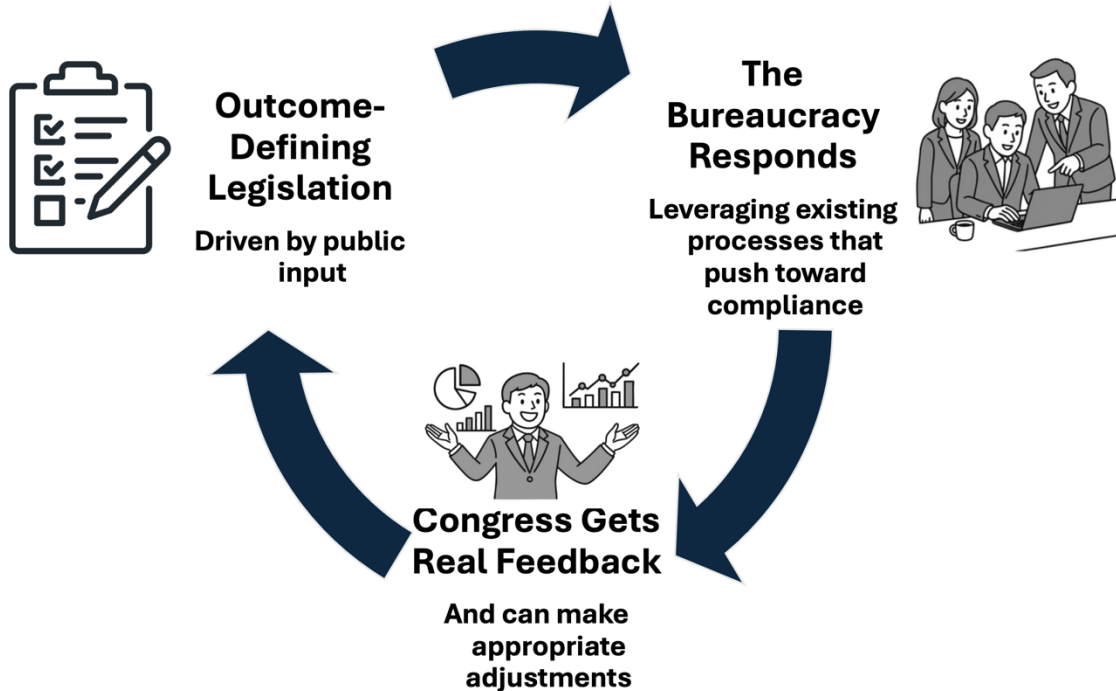 Outcome-
Defining
Legislation
Driven by public
input
The
Bureaucracy
Responds
Leveraging existing
processes that
push toward
compliance
Congress Gets
Real Feedback
And can make
appropriate
adjustments